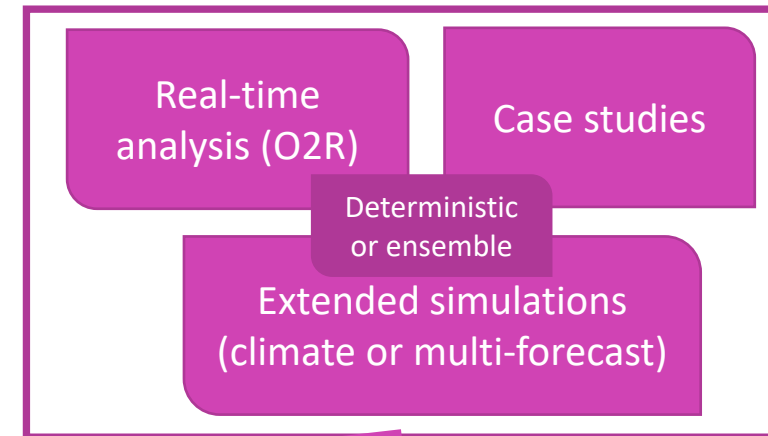 Real-time
analysis (O2R)
Case studies
Deterministic
or ensemble
Extended simulations
(climate or multi-forecast)